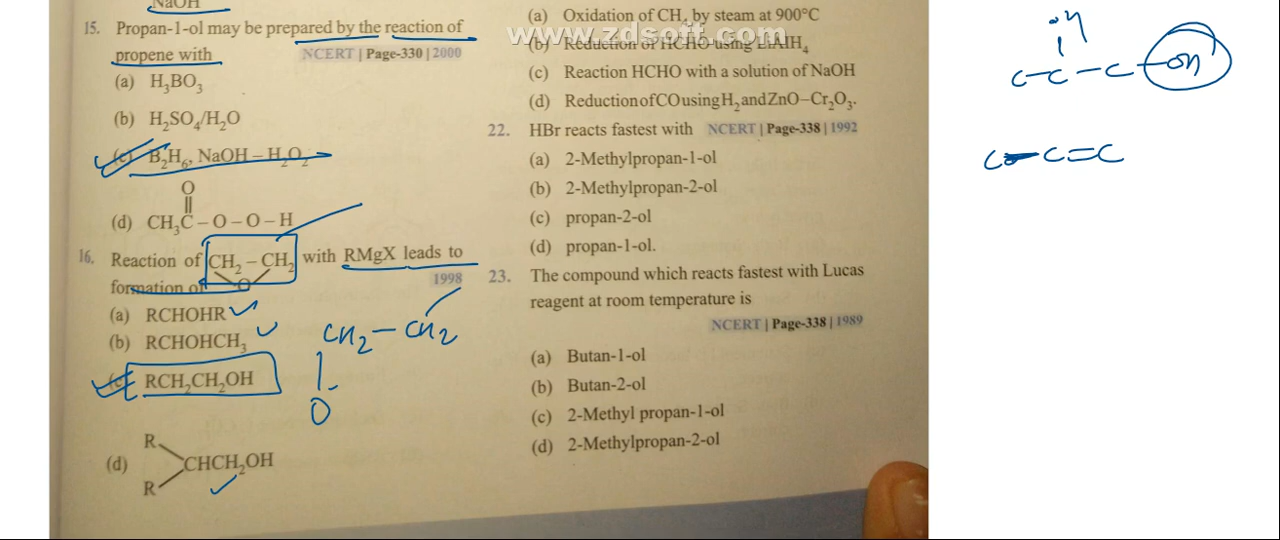 NaOH
15. Propan-1-ol may be prepared by the reaction of
propene with NCERT | Page-330 | 2000
(a) H₃BO₃
(b) H₂SO₄/H₂O
(c) B₂H₆, NaOH – H₂O₂
O
(d) CH₃C – O – O – H
16. Reaction of CH₂ – CH₂ with RMgX leads to
O
formation of 1998
(a) RCHOHR
(b) RCHOHCH₃
(c) RCH₂CH₂OH
R
(d) CHCH₂OH
R
CH₂ – CH₂
O
(a) Oxidation of CH₄ by steam at 900°C
www.zdsoft.com
(b) Reduction of HCHO using LiAlH₄
(c) Reaction HCHO with a solution of NaOH
(d) Reduction of CO using H₂ and ZnO – Cr₂O₃.
22. HBr reacts fastest with NCERT | Page-338 | 1992
(a) 2-Methylpropan-1-ol
(b) 2-Methylpropan-2-ol
(c) propan-2-ol
(d) propan-1-ol.
23. The compound which reacts fastest with Lucas
reagent at room temperature is
NCERT | Page-338 | 1989
(a) Butan-1-ol
(b) Butan-2-ol
(c) 2-Methyl propan-1-ol
(d) 2-Methylpropan-2-ol
C – C – C – OH
C – C = C